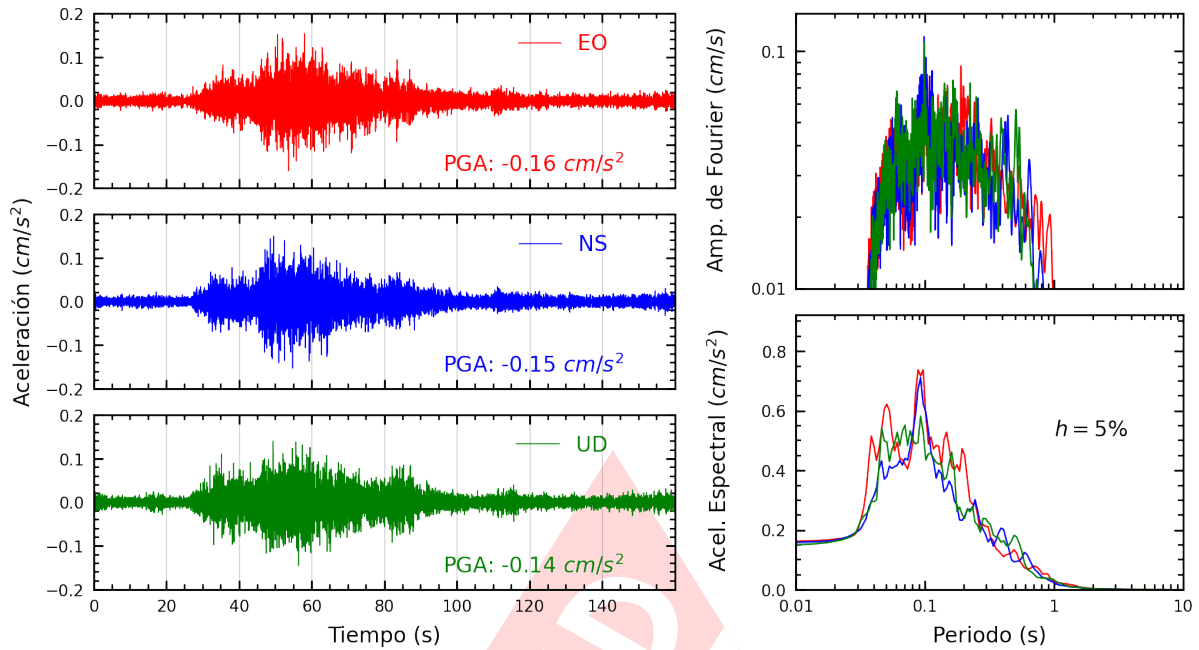 Aceleración (cm/s²)
0.2
0.1
0.0
−0.1
−0.2
EO
PGA: -0.16 cm/s²
0.2
0.1
0.0
−0.1
−0.2
NS
PGA: -0.15 cm/s²
0.2
0.1
0.0
−0.1
−0.2
UD
PGA: -0.14 cm/s²
0 20 40 60 80 100 120 140
Tiempo (s)
Amp. de Fourier (cm/s)
0.1
0.01
Acel. Espectral (cm/s²)
0.8
0.6
0.4
0.2
0.0
h = 5%
0.01 0.1 1 10
Periodo (s)